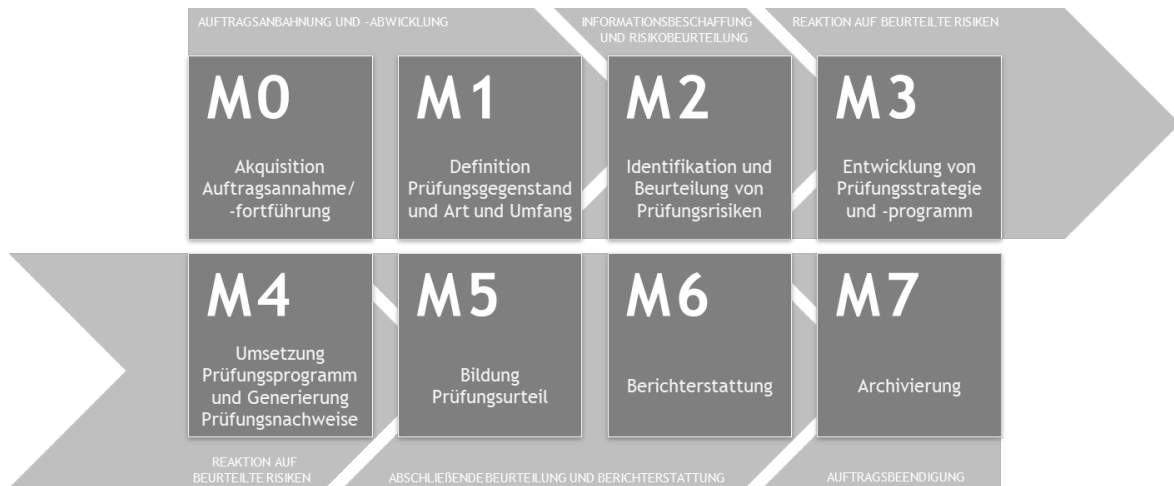 AUFTRAGSANBAHNUNG UND -ABWICKLUNG
INFORMATIONSBESCHAFFUNG
UND RISIKOBEURTEILUNG
REAKTION AUF BEURTEILTE RISIKEN
M0
Akquisition
Auftragsannahme/
-fortführung
M1
Definition
Prüfungsgegenstand
und Art und Umfang
M2
Identifikation und
Beurteilung von
Prüfungsrisiken
M3
Entwicklung von
Prüfungsstrategie
und -programm
M4
Umsetzung
Prüfungsprogramm
und Generierung
Prüfungsnachweise
M5
Bildung
Prüfungsurteil
M6
Berichterstattung
M7
Archivierung
REAKTION AUF
BEURTEILTE RISIKEN
ABSCHLIEßENDE BEURTEILUNG UND BERICHTERSTATTUNG
AUFTRAGSBEENDIGUNG